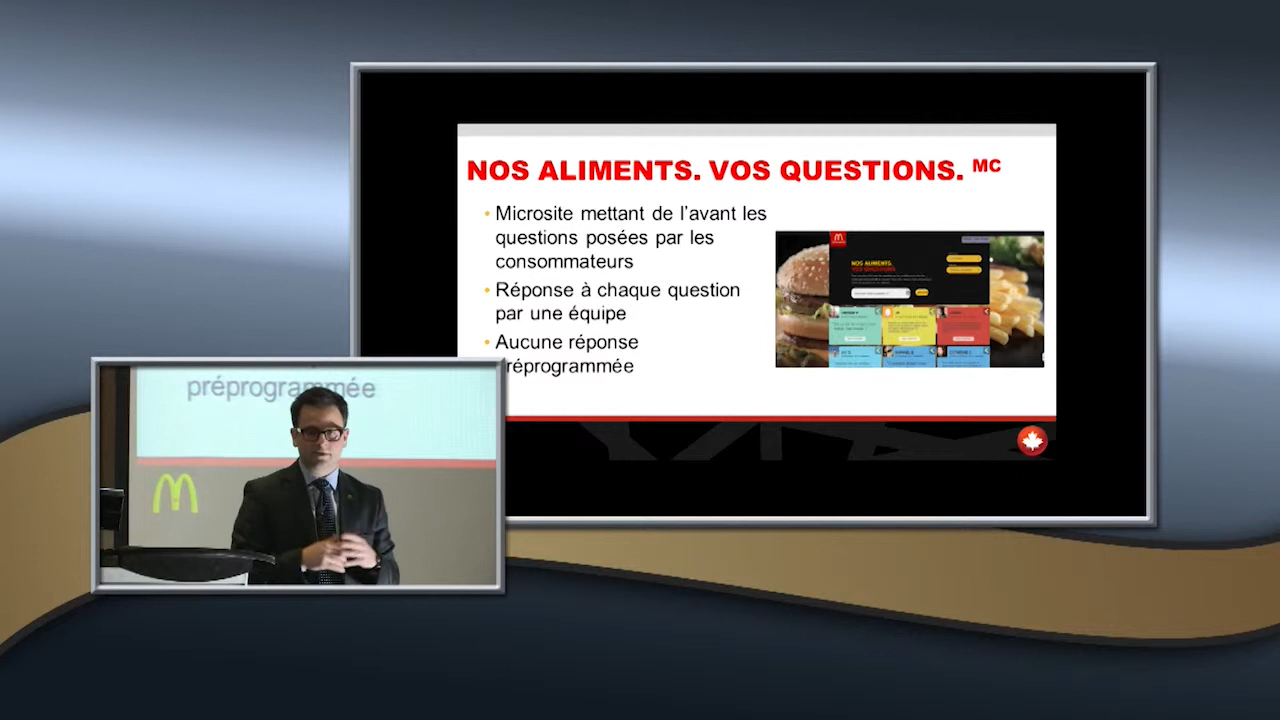 NOS ALIMENTS. VOS QUESTIONS. MC
• Microsite mettant de l’avant les
questions posées par les
consommateurs
• Réponse à chaque question
par une équipe
• Aucune réponse
réprogrammée
NOS ALIMENTS.
VOS QUESTIONS.
préprogrammée